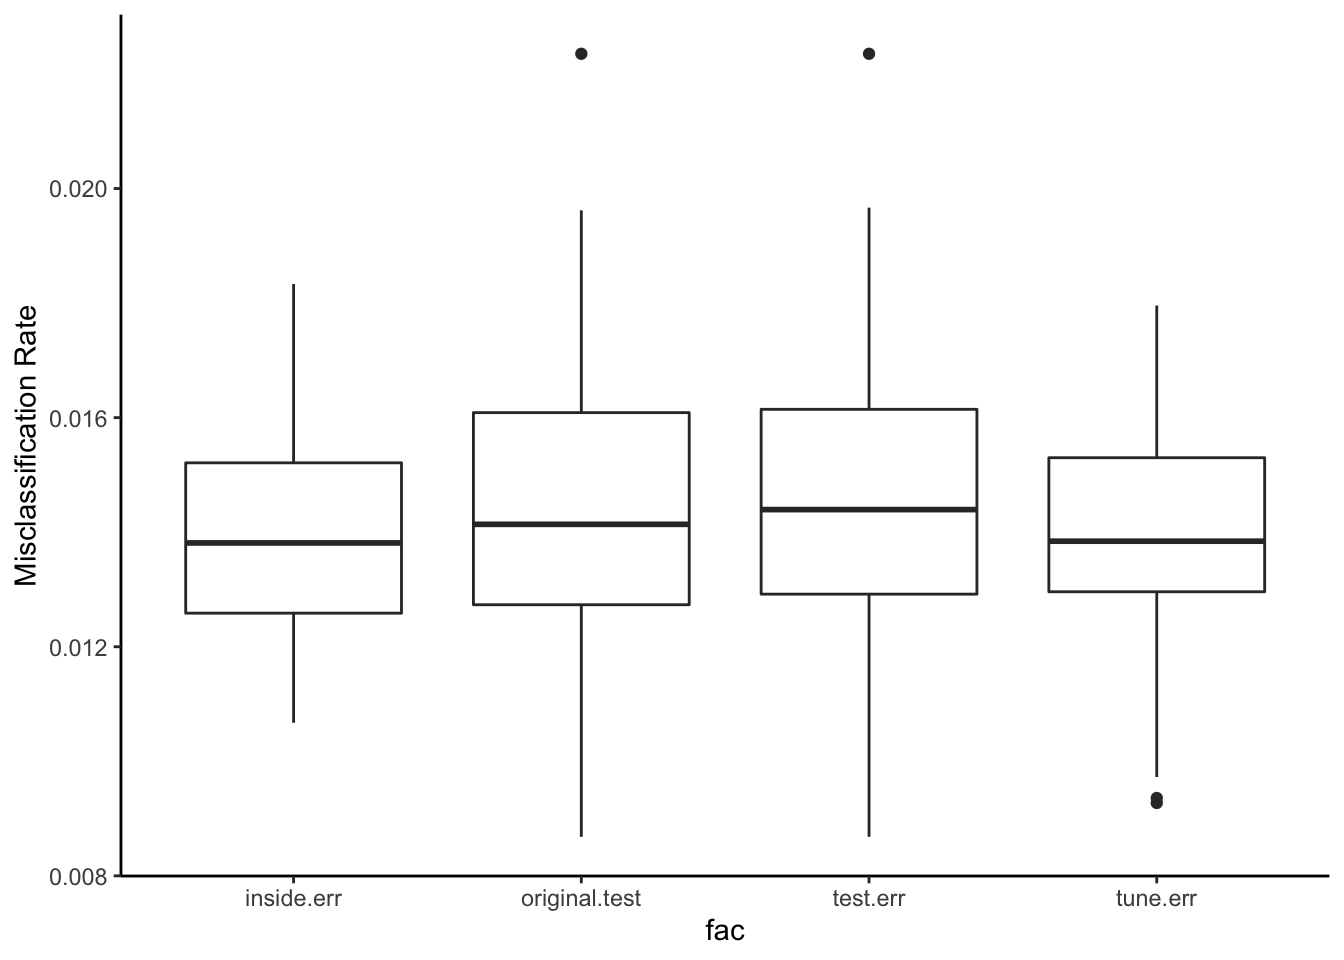 Misclassification Rate
0.020
0.016
0.012
0.008
inside.err original.test test.err tune.err
fac